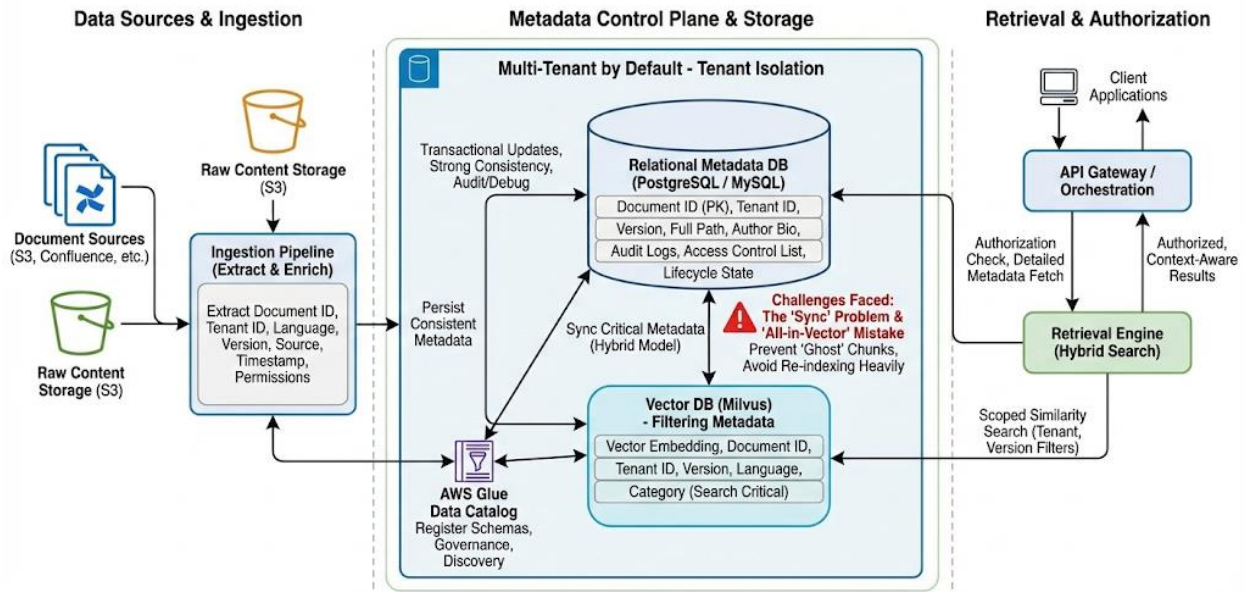 Data Sources & Ingestion
Metadata Control Plane & Storage
Retrieval & Authorization
Raw Content Storage
(S3)
Document Sources
(S3, Confluence, etc.)
Raw Content
Storage (S3)
Ingestion Pipeline
(Extract & Enrich)
Extract Document ID,
Tenant ID, Language,
Version, Source,
Timestamp,
Permissions
Multi-Tenant by Default - Tenant Isolation
Transactional Updates,
Strong Consistency,
Audit/Debug
Persist
Consistent
Metadata
Relational Metadata DB
(PostgreSQL / MySQL)
Document ID (PK), Tenant ID,
Version, Full Path, Author Bio,
Audit Logs, Access Control List,
Lifecycle State
Sync Critical Metadata
(Hybrid Model)
Challenges Faced:
The 'Sync' Problem &
'All-in-Vector' Mistake
Prevent 'Ghost' Chunks,
Avoid Re-indexing Heavily
Vector DB (Milvus)
- Filtering Metadata
Vector Embedding, Document ID,
Tenant ID, Version, Language,
Category (Search Critical)
AWS Glue
Data Catalog
Register Schemas,
Governance,
Discovery
Client
Applications
API Gateway /
Orchestration
Authorization
Check, Detailed
Metadata Fetch
Authorized,
Context-Aware
Results
Retrieval Engine
(Hybrid Search)
Scoped Similarity
Search (Tenant,
Version Filters)